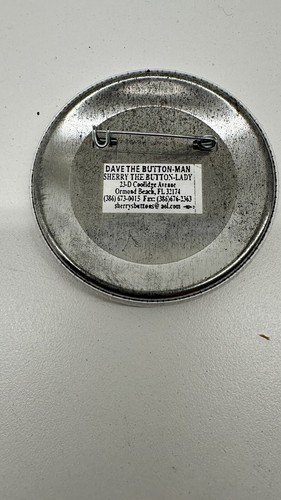 DAVE THE BUTTON-MAN
SHERRY THE BUTTON-LADY
23-D Coolidge Avenue
Ormond Beach, FL 32174
(386) 673-0015 Fax: (386)676-2363
sherrysbuttons@aol.com